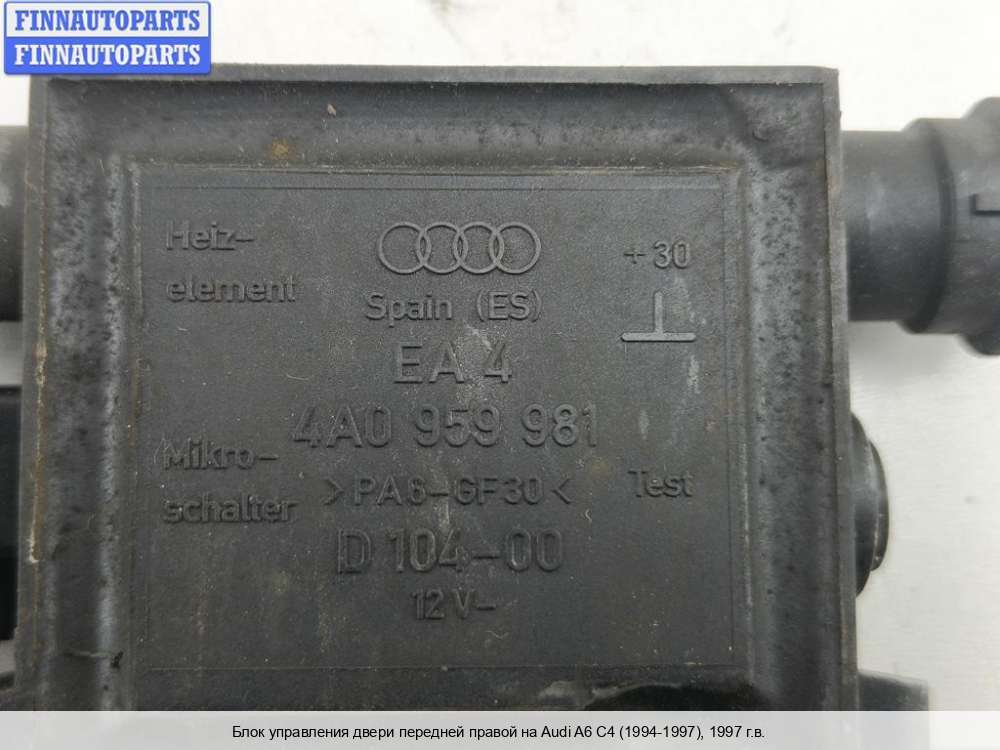 FINNAUTOPARTS
FINNAUTOPARTS
Heiz-
element
Spain (ES)
+30
EA 4
4A0 959 981
Mikro-
schalter
>PA6-GF30<
Test
D 104-00
12 V-
Блок управления двери передней правой на Audi A6 C4 (1994-1997), 1997 г.в.